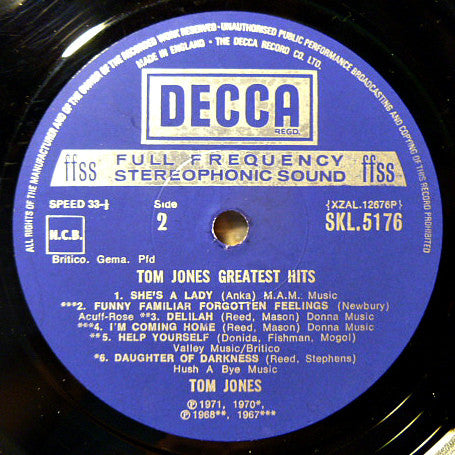 ALL RIGHTS OF THE MANUFACTURER AND OF THE OWNER OF THE RECORDED WORK RESERVED • UNAUTHORISED PUBLIC PERFORMANCE BROADCASTING AND COPYING OF THIS RECORD PROHIBITED
MADE IN ENGLAND • THE DECCA RECORD CO. LTD.
DECCA
REGD.
ffss FULL FREQUENCY STEREOPHONIC SOUND ffss
SPEED 33-⅓ Side 2 {XZAL.12676P}
SKL.5176
N.C.B.
Britico. Gema. Pfd
TOM JONES GREATEST HITS
1. SHE'S A LADY (Anka) M.A.M. Music
***2. FUNNY FAMILIAR FORGOTTEN FEELINGS (Newbury)
Acuff-Rose **3. DELILAH (Reed, Mason) Donna Music
***4. I'M COMING HOME (Reed, Mason) Donna Music
**5. HELP YOURSELF (Donida, Fishman, Mogol)
Valley Music/Britico
*6. DAUGHTER OF DARKNESS (Reed, Stephens)
Hush A Bye Music
TOM JONES
℗1971, 1970*,
℗1968**, 1967***